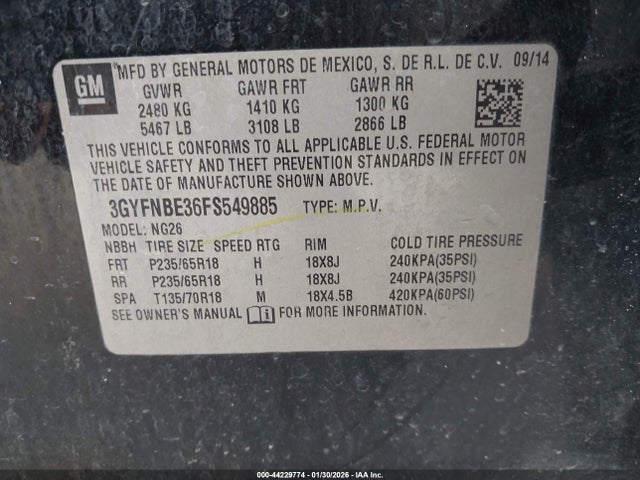 GM
MFD BY GENERAL MOTORS DE MEXICO, S. DE R.L. DE C.V. 09/14
GVWR GAWR FRT GAWR RR
2480 KG 1410 KG 1300 KG
5467 LB 3108 LB 2866 LB
THIS VEHICLE CONFORMS TO ALL APPLICABLE U.S. FEDERAL MOTOR
VEHICLE SAFETY AND THEFT PREVENTION STANDARDS IN EFFECT ON
THE DATE OF MANUFACTURE SHOWN ABOVE.
3GYFNBE36FS549885 TYPE: M.P.V.
MODEL: NG26
NBBH TIRE SIZE SPEED RTG RIM COLD TIRE PRESSURE
FRT P235/65R18 H 18X8J 240KPA(35PSI)
RR P235/65R18 H 18X8J 240KPA(35PSI)
SPA T135/70R18 M 18X4.5B 420KPA(60PSI)
SEE OWNER'S MANUAL FOR MORE INFORMATION.
000-44229774 - 01/30/2026 - IAA Inc.